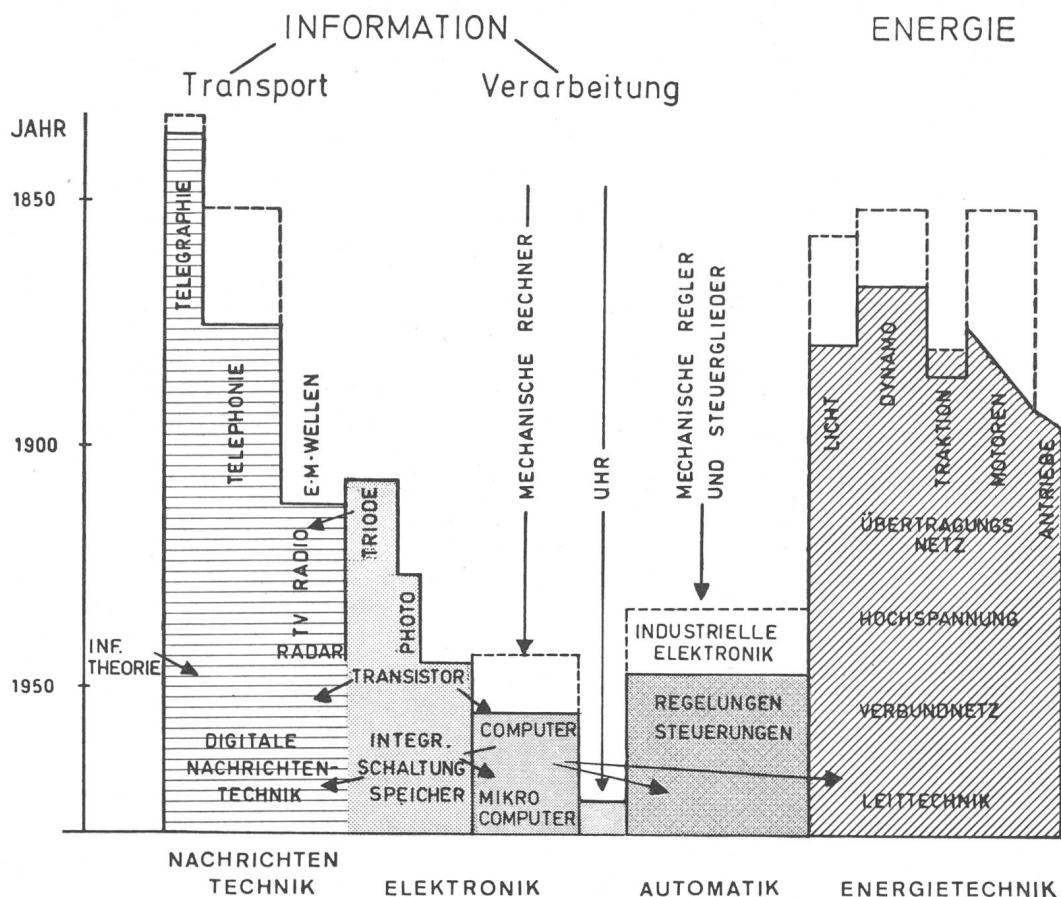 INFORMATION
ENERGIE
Transport
Verarbeitung
JAHR
1850
1900
1950
TELEGRAPHIE
TELEPHONIE
E-M-WELLEN
TV RADIO
RADAR
INF.
THEORIE
DIGITALE
NACHRICHTEN-
TECHNIK
TRIODE
PHOTO
TRANSISTOR
INTEGR.
SCHALTUNG
SPEICHER
MECHANISCHE RECHNER
COMPUTER
MIKRO
COMPUTER
UHR
MECHANISCHE REGLER
UND STEUERGLIEDER
INDUSTRIELLE
ELEKTRONIK
REGELUNGEN
STEUERUNGEN
LICHT
DYNAMO
TRAKTION
MOTOREN
ANTRIEBE
ÜBERTRAGUNGS
NETZ
HOCHSPANNUNG
VERBUNDNETZ
LEITTECHNIK
NACHRICHTEN
TECHNIK
ELEKTRONIK
AUTOMATIK
ENERGIETECHNIK